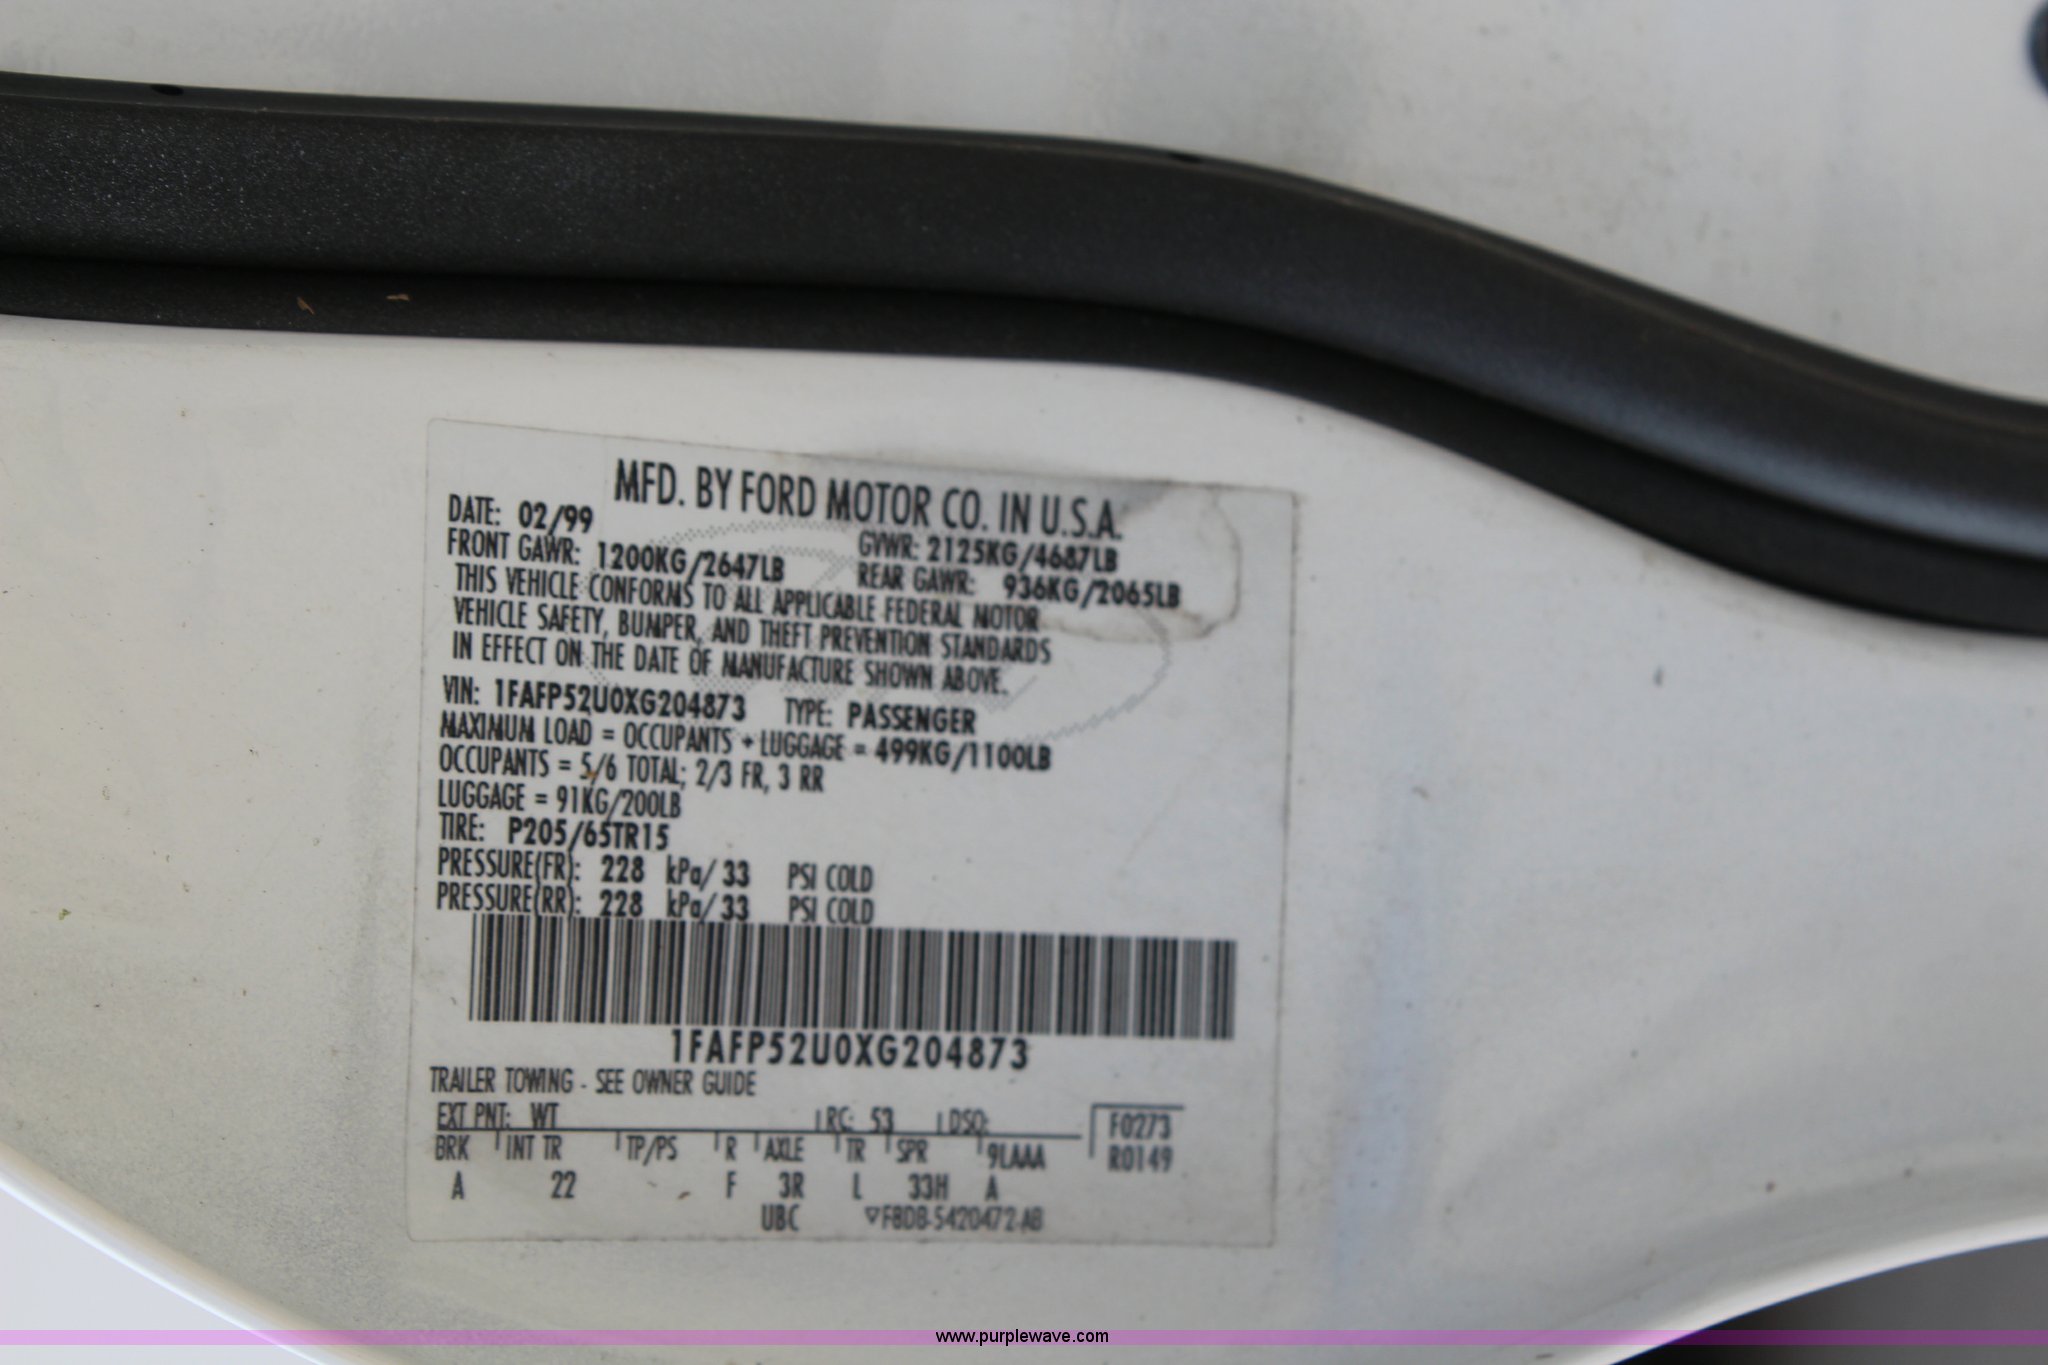 MFD. BY FORD MOTOR CO. IN U.S.A.
DATE: 02/99 GVWR: 2125KG/4687LB
FRONT GAWR: 1200KG/2647LB REAR GAWR: 936KG/2065LB
THIS VEHICLE CONFORMS TO ALL APPLICABLE FEDERAL MOTOR
VEHICLE SAFETY, BUMPER, AND THEFT PREVENTION STANDARDS
IN EFFECT ON THE DATE OF MANUFACTURE SHOWN ABOVE.
VIN: 1FAFP52U0XG204873 TYPE: PASSENGER
MAXIMUM LOAD = OCCUPANTS + LUGGAGE = 499KG/1100LB
OCCUPANTS = 5/6 TOTAL; 2/3 FR, 3 RR
LUGGAGE = 91KG/200LB
TIRE: P205/65TR15
PRESSURE(FR): 228 kPa/ 33 PSI COLD
PRESSURE(RR): 228 kPa/ 33 PSI COLD
1FAFP52U0XG204873
TRAILER TOWING - SEE OWNER GUIDE
EXT PNT: WT RC: 53 DSO: F0273
BRK INT TR TP/PS R AXLE TR SPR 9LAAA R0149
A 22 F 3R L 33H A
UBC ▽F8DB-5420472-AB
www.purplewave.com